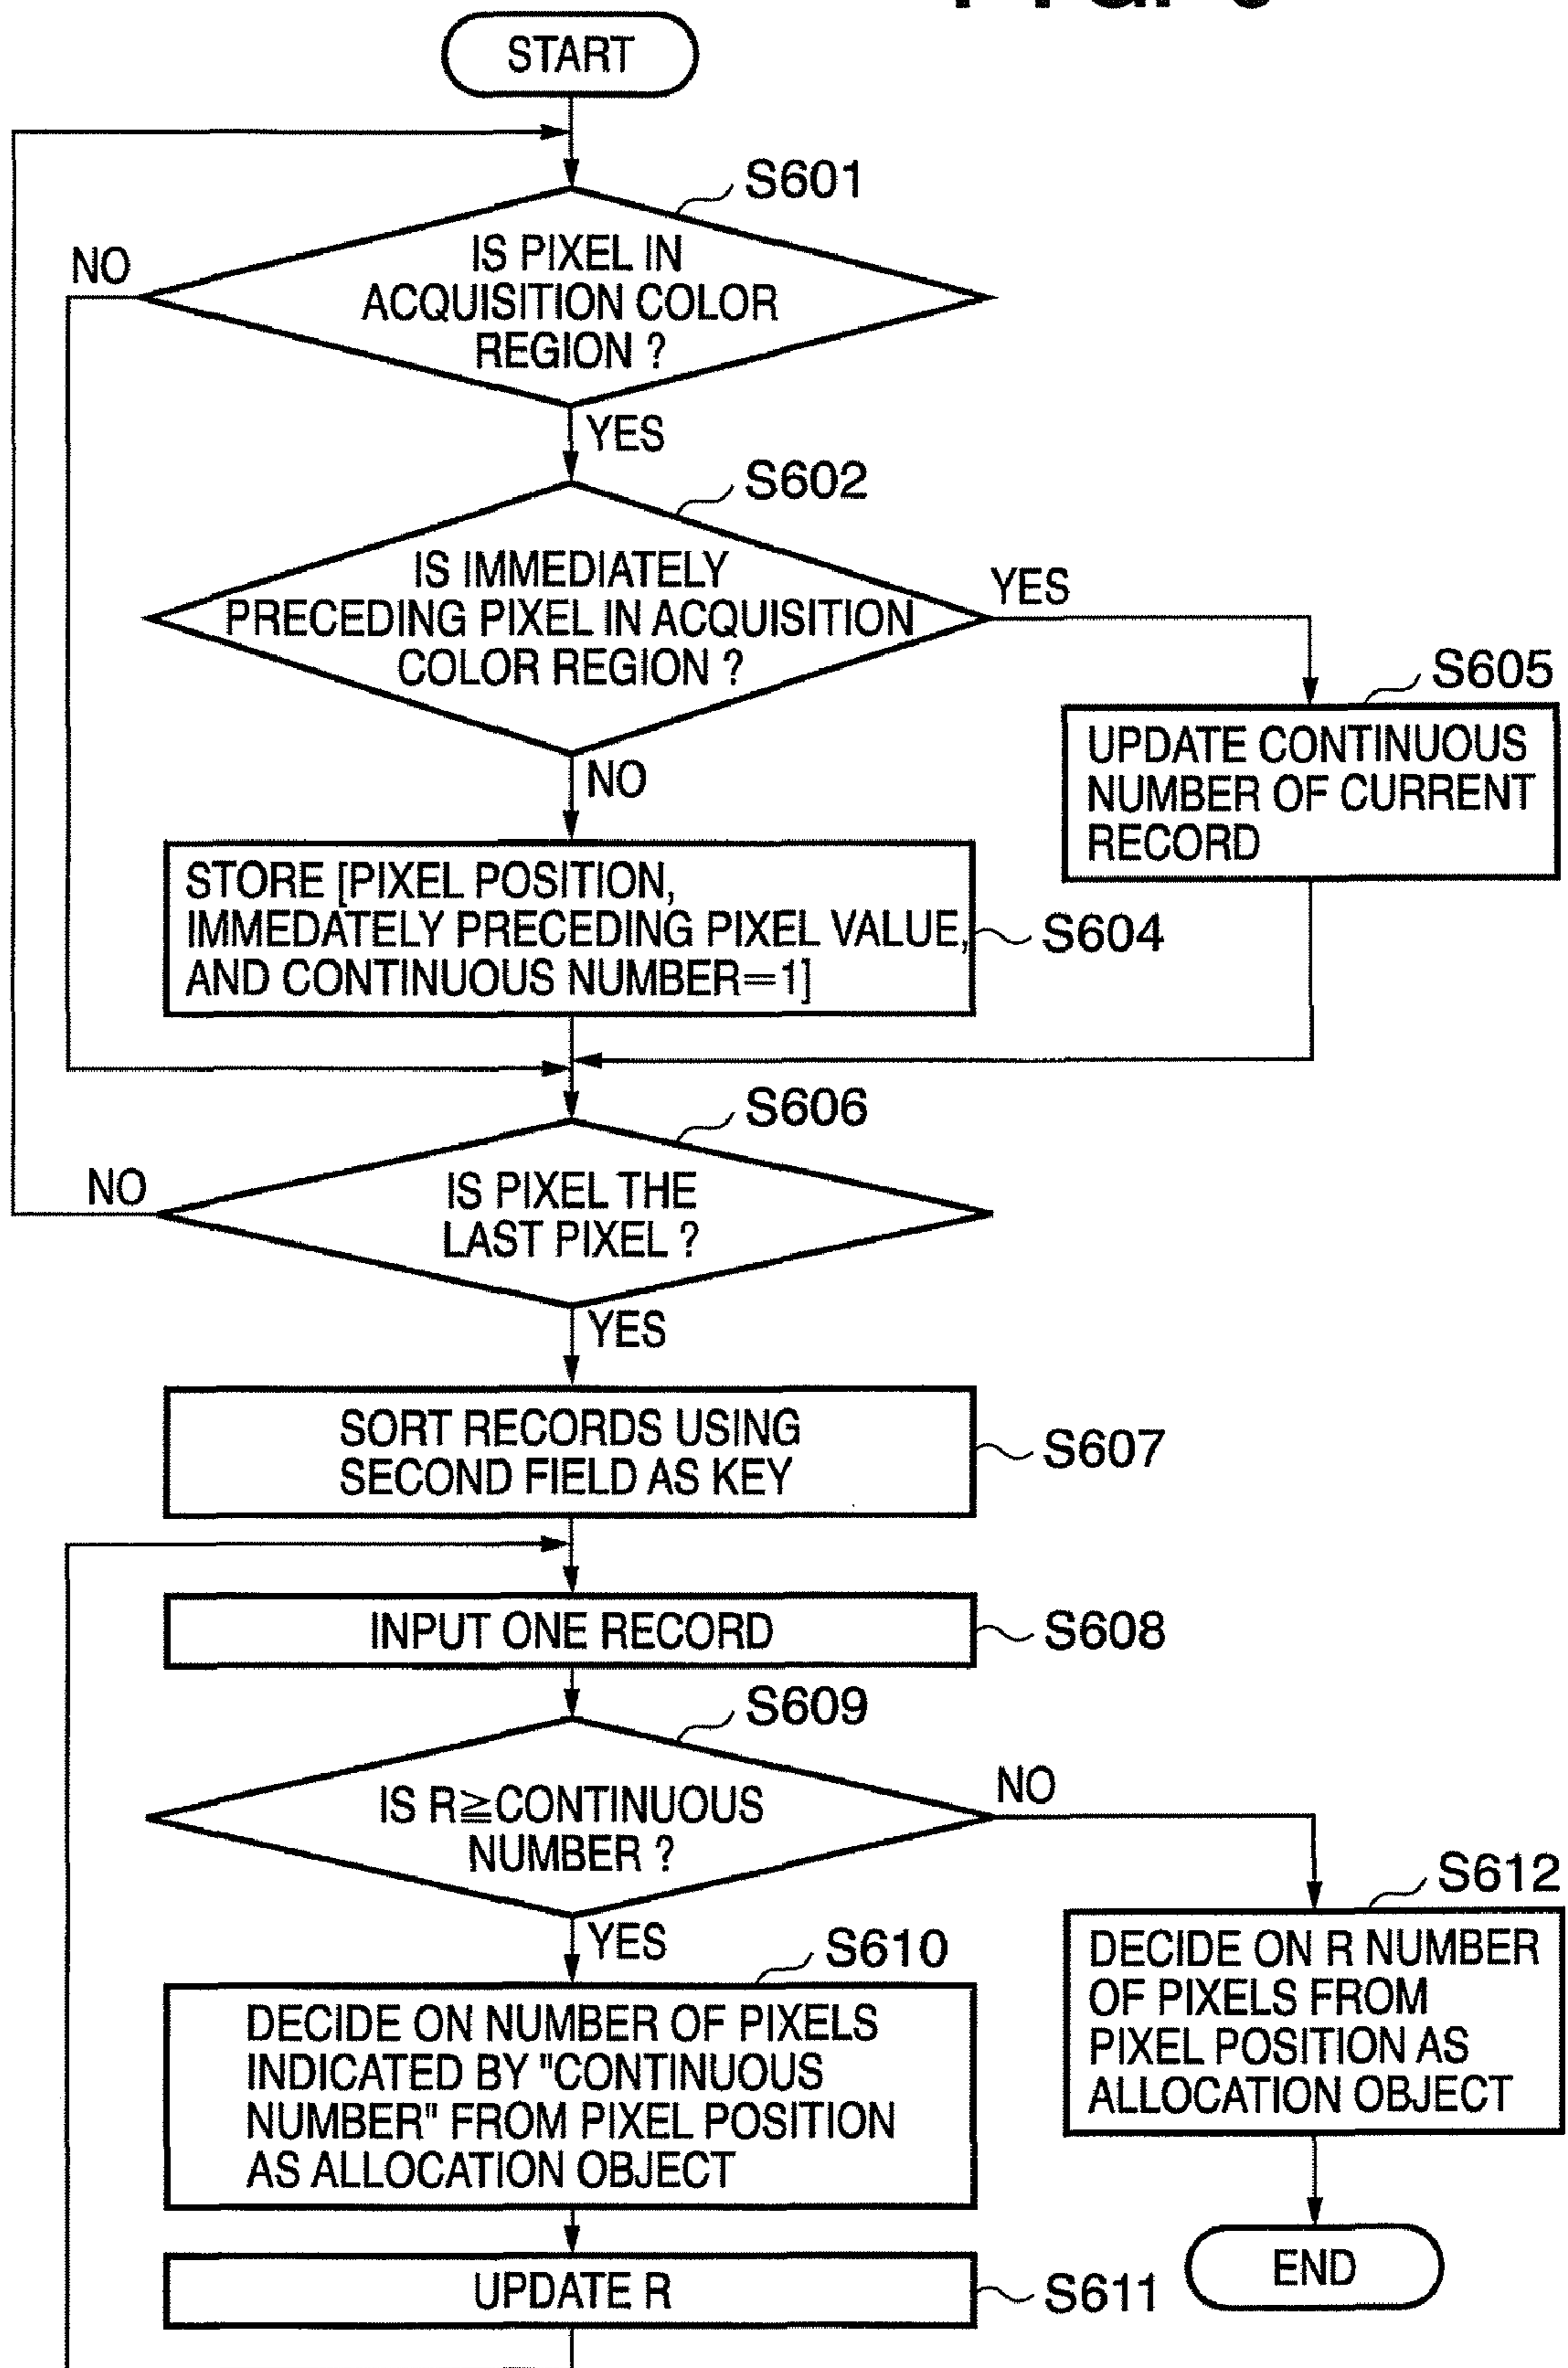 START
S601
IS PIXEL IN
ACQUISITION COLOR
REGION ?
NO
YES
S602
IS IMMEDIATELY
PRECEDING PIXEL IN ACQUISITION
COLOR REGION ?
YES
S605
UPDATE CONTINUOUS
NUMBER OF CURRENT
RECORD
NO
STORE [PIXEL POSITION,
IMMEDATELY PRECEDING PIXEL VALUE,
AND CONTINUOUS NUMBER=1]
S604
S606
IS PIXEL THE
LAST PIXEL ?
NO
YES
SORT RECORDS USING
SECOND FIELD AS KEY
S607
INPUT ONE RECORD
S608
S609
IS R≧CONTINUOUS
NUMBER ?
NO
S612
DECIDE ON R NUMBER
OF PIXELS FROM
PIXEL POSITION AS
ALLOCATION OBJECT
YES
S610
DECIDE ON NUMBER OF PIXELS
INDICATED BY "CONTINUOUS
NUMBER" FROM PIXEL POSITION
AS ALLOCATION OBJECT
UPDATE R
S611
END